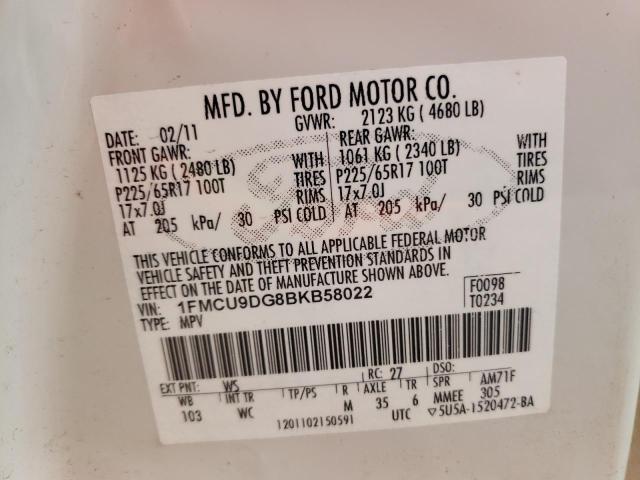 MFD. BY FORD MOTOR CO.
DATE: 02/11 GVWR: 2123 KG ( 4680 LB)
FRONT GAWR: REAR GAWR:
1125 KG ( 2480 LB) WITH 1061 KG ( 2340 LB) WITH
P225/65R17 100T TIRES P225/65R17 100T TIRES
17x7.0J RIMS 17x7.0J RIMS
AT 205 kPa/ 30 PSI COLD AT 205 kPa/ 30 PSI COLD
Ford
THIS VEHICLE CONFORMS TO ALL APPLICABLE FEDERAL MOTOR
VEHICLE SAFETY AND THEFT PREVENTION STANDARDS IN
EFFECT ON THE DATE OF MANUFACTURE SHOWN ABOVE.
VIN: 1FMCU9DG8BKB58022 F0098
TYPE: MPV T0234
EXT PNT: WS RC: 27 DSO:
WB INT TR TP/PS R AXLE TR SPR AM71F
103 WC M 35 6 MMEE 305
1201102150591 UTC ▽5U5A-1520472-BA